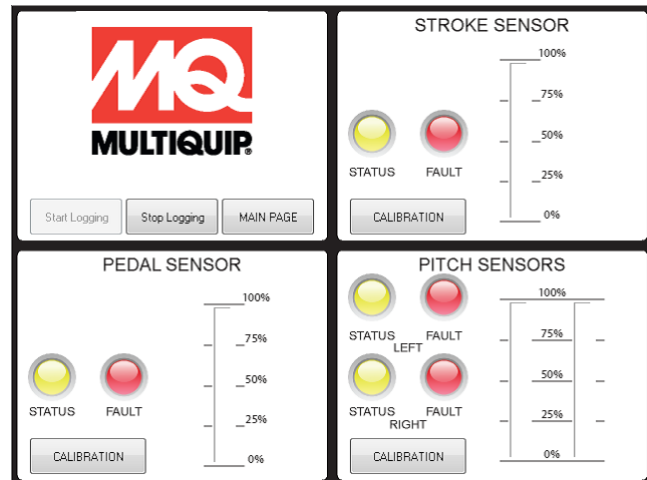 MQ
MULTIQUIP®
Start Logging Stop Logging MAIN PAGE
STROKE SENSOR
100%
75%
50%
25%
0%
STATUS FAULT
CALIBRATION
PEDAL SENSOR
100%
75%
50%
25%
0%
STATUS FAULT
CALIBRATION
PITCH SENSORS
STATUS FAULT
LEFT
STATUS FAULT
RIGHT
100%
75%
50%
25%
0%
CALIBRATION